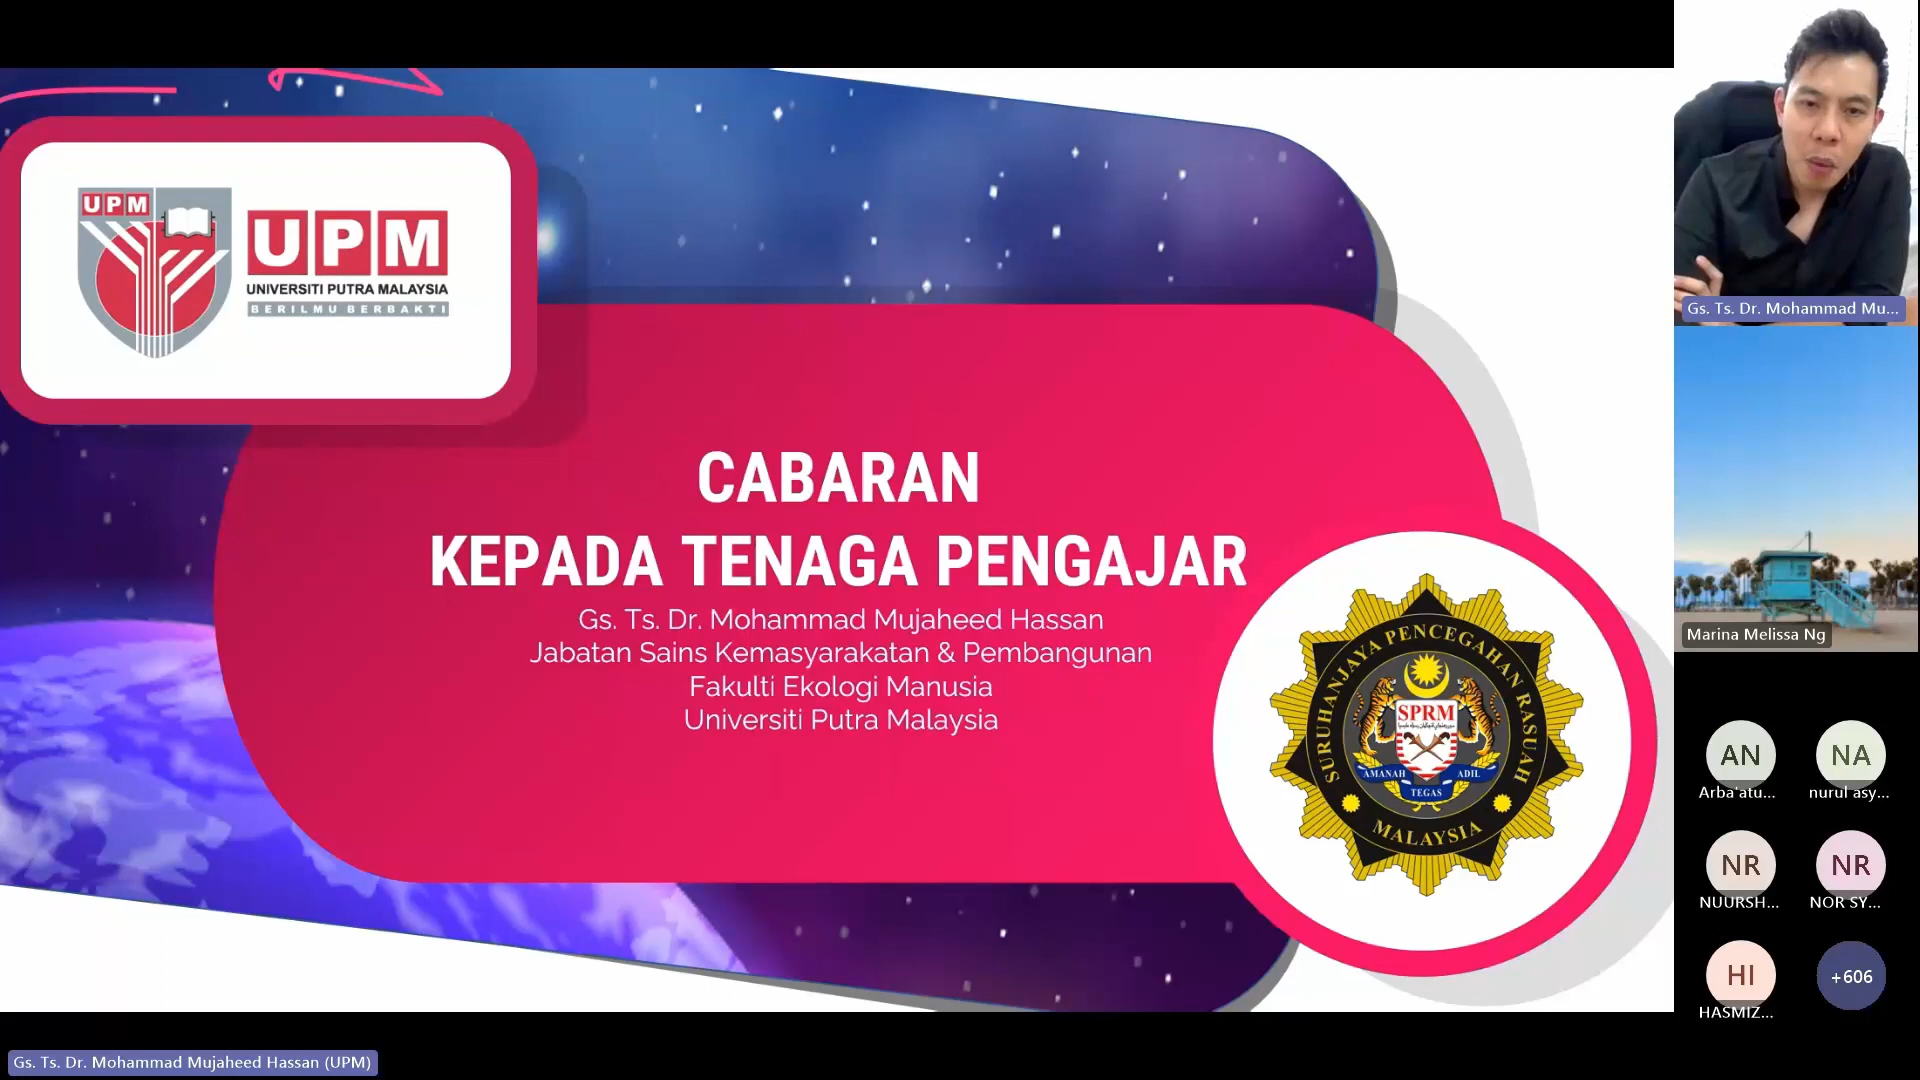 UPM
UPM
UNIVERSITI PUTRA MALAYSIA
BERILMU BERBAKTI
CABARAN
KEPADA TENAGA PENGAJAR
Gs. Ts. Dr. Mohammad Mujaheed Hassan
Jabatan Sains Kemasyarakatan & Pembangunan
Fakulti Ekologi Manusia
Universiti Putra Malaysia
SURUHANJAYA PENCEGAHAN RASUAH
SPRM
AMANAH
ADIL
TEGAS
MALAYSIA
Gs. Ts. Dr. Mohammad Mu...
Marina Melissa Ng
AN
NA
Arba'atu...
nurul asy...
NR
NR
NUURSH...
NOR SY...
HI
+606
HASMIZ...
Gs. Ts. Dr. Mohammad Mujaheed Hassan (UPM)